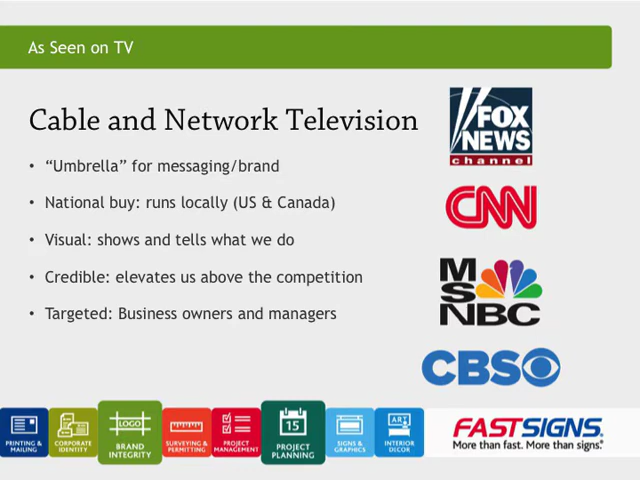 As Seen on TV
Cable and Network Television
• “Umbrella” for messaging/brand
• National buy: runs locally (US & Canada)
• Visual: shows and tells what we do
• Credible: elevates us above the competition
• Targeted: Business owners and managers
FOX
NEWS
channel
CNN
MSNBC
CBS
PRINTING &
MAILING
CORPORATE
IDENTITY
LOGO
BRAND
INTEGRITY
SURVEYING &
PERMITTING
PROJECT
MANAGEMENT
15
PROJECT
PLANNING
SIGNS &
GRAPHICS
ART
INTERIOR
DECOR
FASTSIGNS®
More than fast. More than signs.®